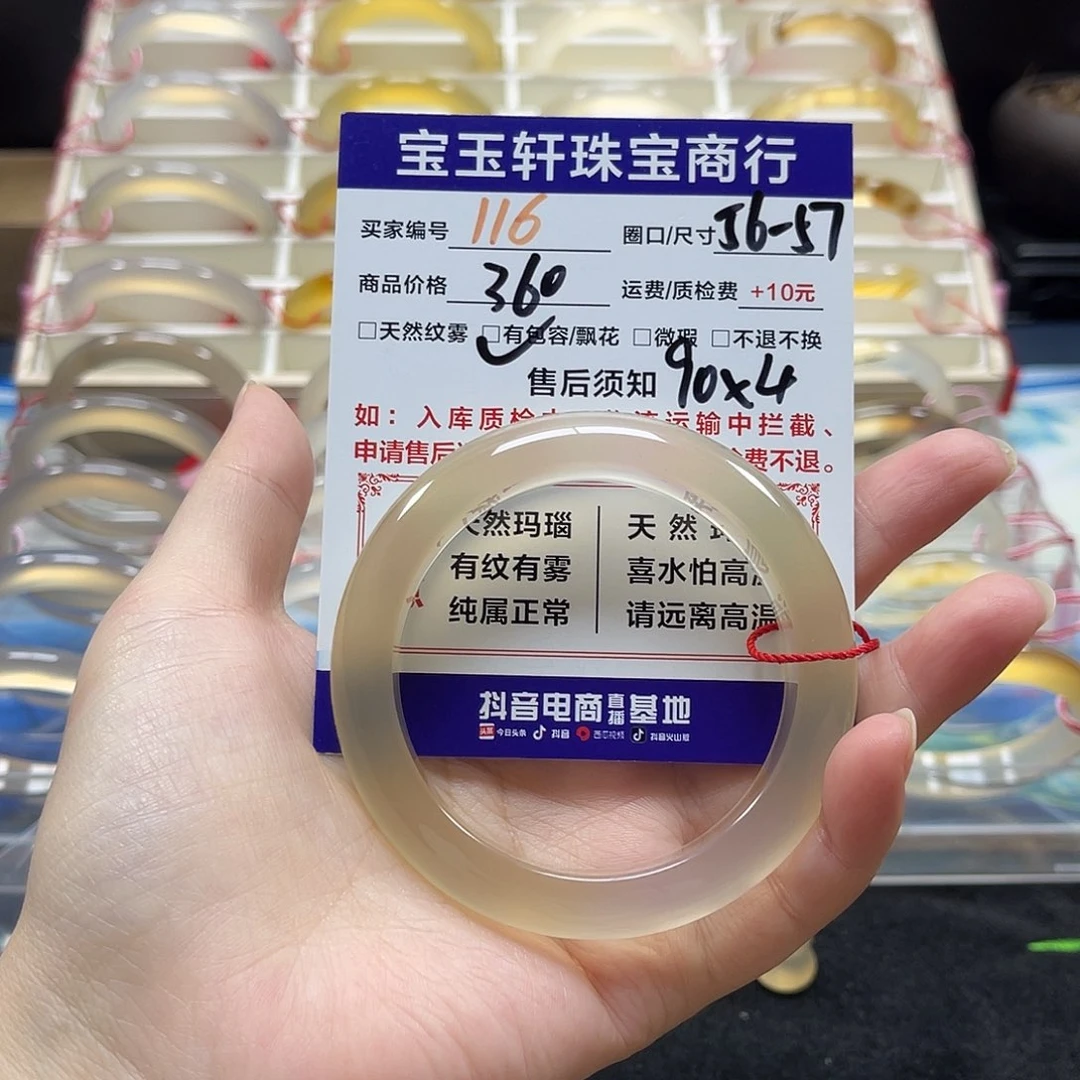 宝玉轩珠宝商行
买家编号 116 圈口/尺寸 56-57
商品价格 360 运费/质检费 +10元
□天然纹雾 □有包容/飘花 □微瑕 □不退不换
售后须知 90x4
如：入库质检 运输中拦截、
申请售后 费不退。
天然玛瑙 天然
有纹有雾 喜水怕高温
纯属正常 请远离高温
抖音电商直播基地
今日头条 抖音 西瓜视频 抖音火山版